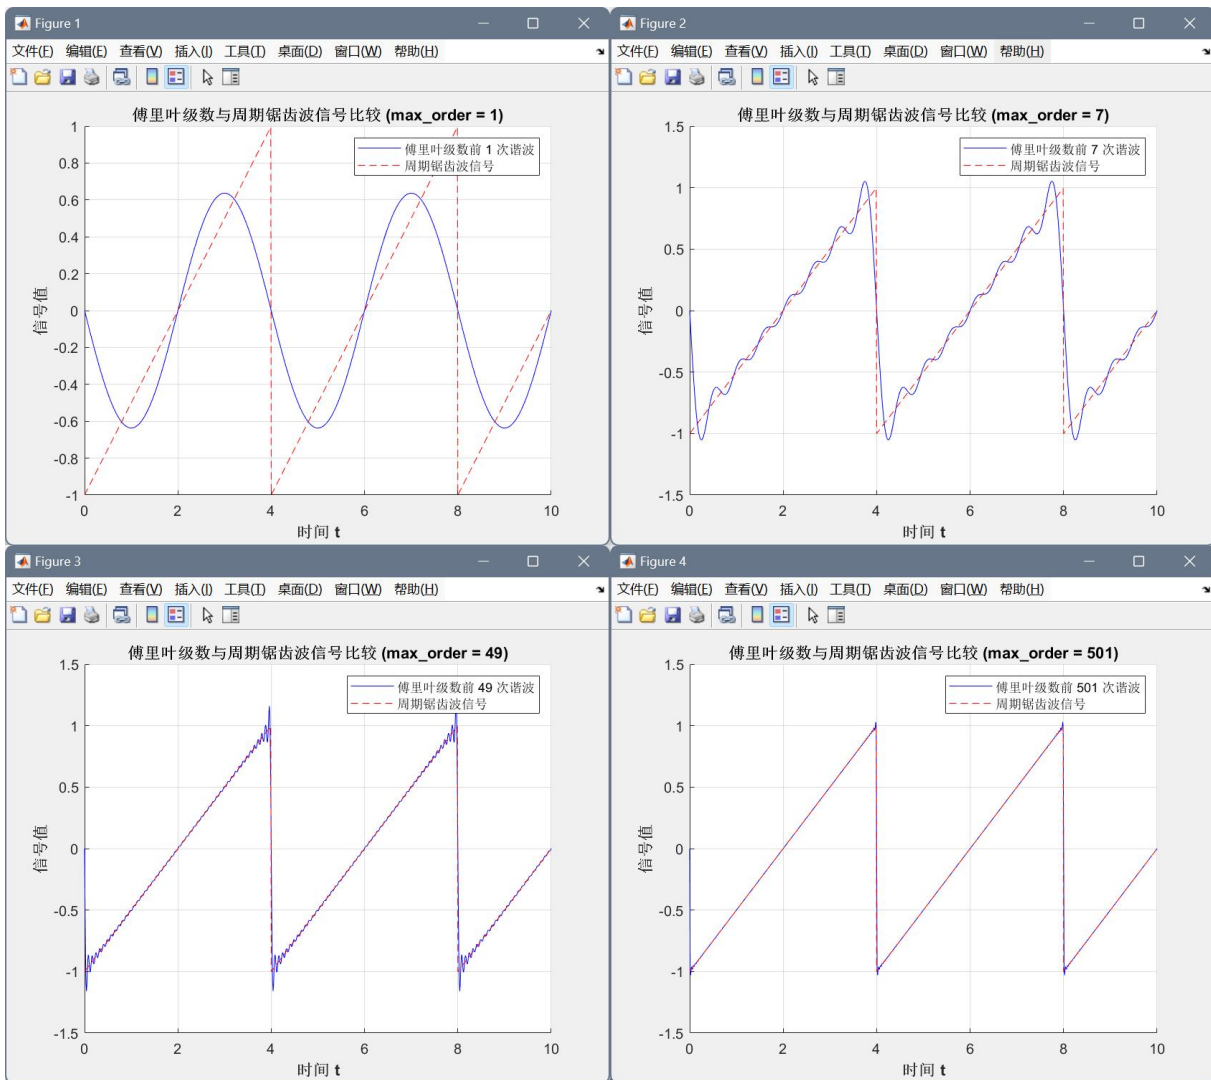 Figure 1
文件(F) 编辑(E) 查看(V) 插入(I) 工具(T) 桌面(D) 窗口(W) 帮助(H)
傅里叶级数与周期锯齿波信号比较 (max_order = 1)
傅里叶级数前 1 次谐波
周期锯齿波信号
1
0.8
0.6
0.4
0.2
0
-0.2
-0.4
-0.6
-0.8
-1
信号值
0 2 4 6 8 10
时间 t
Figure 2
文件(F) 编辑(E) 查看(V) 插入(I) 工具(T) 桌面(D) 窗口(W) 帮助(H)
傅里叶级数与周期锯齿波信号比较 (max_order = 7)
傅里叶级数前 7 次谐波
周期锯齿波信号
1.5
1
0.5
0
-0.5
-1
-1.5
信号值
0 2 4 6 8 10
时间 t
Figure 3
文件(F) 编辑(E) 查看(V) 插入(I) 工具(T) 桌面(D) 窗口(W) 帮助(H)
傅里叶级数与周期锯齿波信号比较 (max_order = 49)
傅里叶级数前 49 次谐波
周期锯齿波信号
1.5
1
0.5
0
-0.5
-1
-1.5
信号值
0 2 4 6 8 10
时间 t
Figure 4
文件(F) 编辑(E) 查看(V) 插入(I) 工具(T) 桌面(D) 窗口(W) 帮助(H)
傅里叶级数与周期锯齿波信号比较 (max_order = 501)
傅里叶级数前 501 次谐波
周期锯齿波信号
1.5
1
0.5
0
-0.5
-1
-1.5
信号值
0 2 4 6 8 10
时间 t